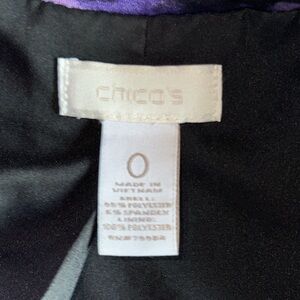 chico's
0
MADE IN
VIETNAM
SHELL:
95% POLYESTER
5% SPANDEX
LINING:
100% POLYESTER